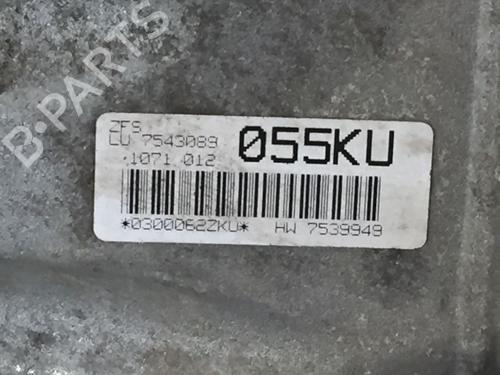 B-PARTS
ZFS
LU 7543089
055KU
1071 012
*0300062ZKU* HW 7539949